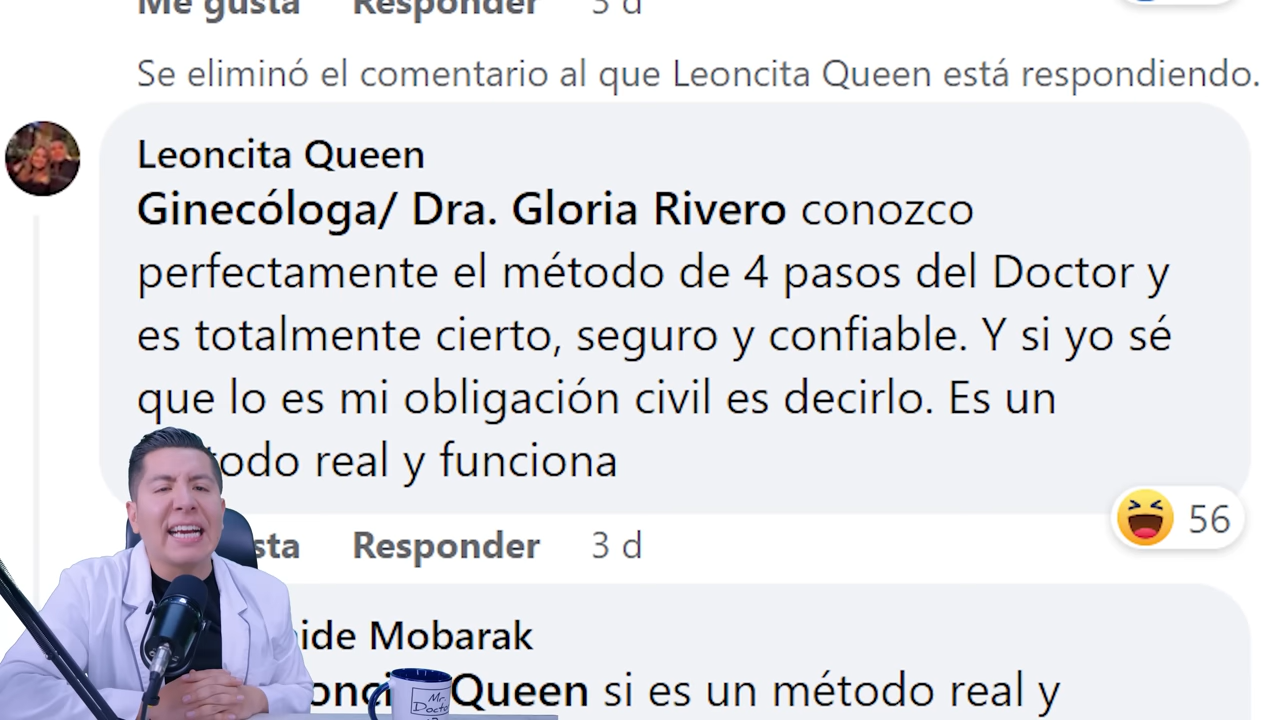 Me gusta Responder 3 d
Se eliminó el comentario al que Leoncita Queen está respondiendo.
Leoncita Queen
Ginecóloga/ Dra. Gloria Rivero conozco
perfectamente el método de 4 pasos del Doctor y
es totalmente cierto, seguro y confiable. Y si yo sé
que lo es mi obligación civil es decirlo. Es un
todo real y funciona
56
sta Responder 3 d
ide Mobarak
onci Queen si es un método real y
Mr.
Doctor